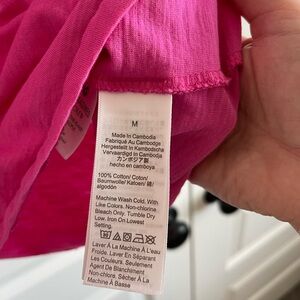 M
Made In Cambodia
Fabriqué Au Cambodge
Hergestellt In Kambodscha
Vervaardigd In Cambodja
カンボジア製
hecho en camboya
100% Cotton/ Coton/
Baumwolle/ Katoen/ 綿/
algodón
Machine Wash Cold, With
Like Colors. Non-chlorine
Bleach Only. Tumble Dry
Low. Iron On Lowest
Setting.
Laver À La Machine À L'eau
Froide. Laver En Séparant
Les Couleurs. Seulement
Agent De Blanchiment
Non-chlore. Sécher À La
Machine À Basse